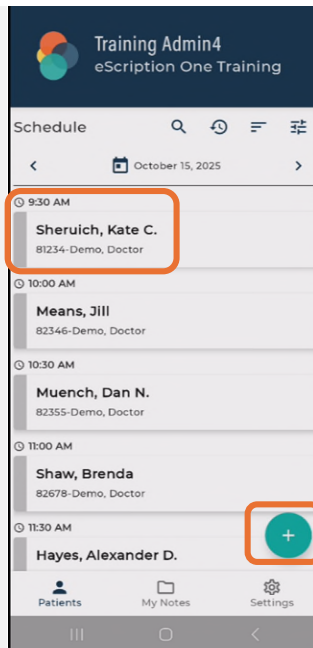 Training Admin4
eScription One Training
Schedule
October 15, 2025
9:30 AM
Sheruich, Kate C.
81234-Demo, Doctor
10:00 AM
Means, Jill
82346-Demo, Doctor
10:30 AM
Muench, Dan N.
82355-Demo, Doctor
11:00 AM
Shaw, Brenda
82678-Demo, Doctor
11:30 AM
Hayes, Alexander D.
Patients My Notes Settings